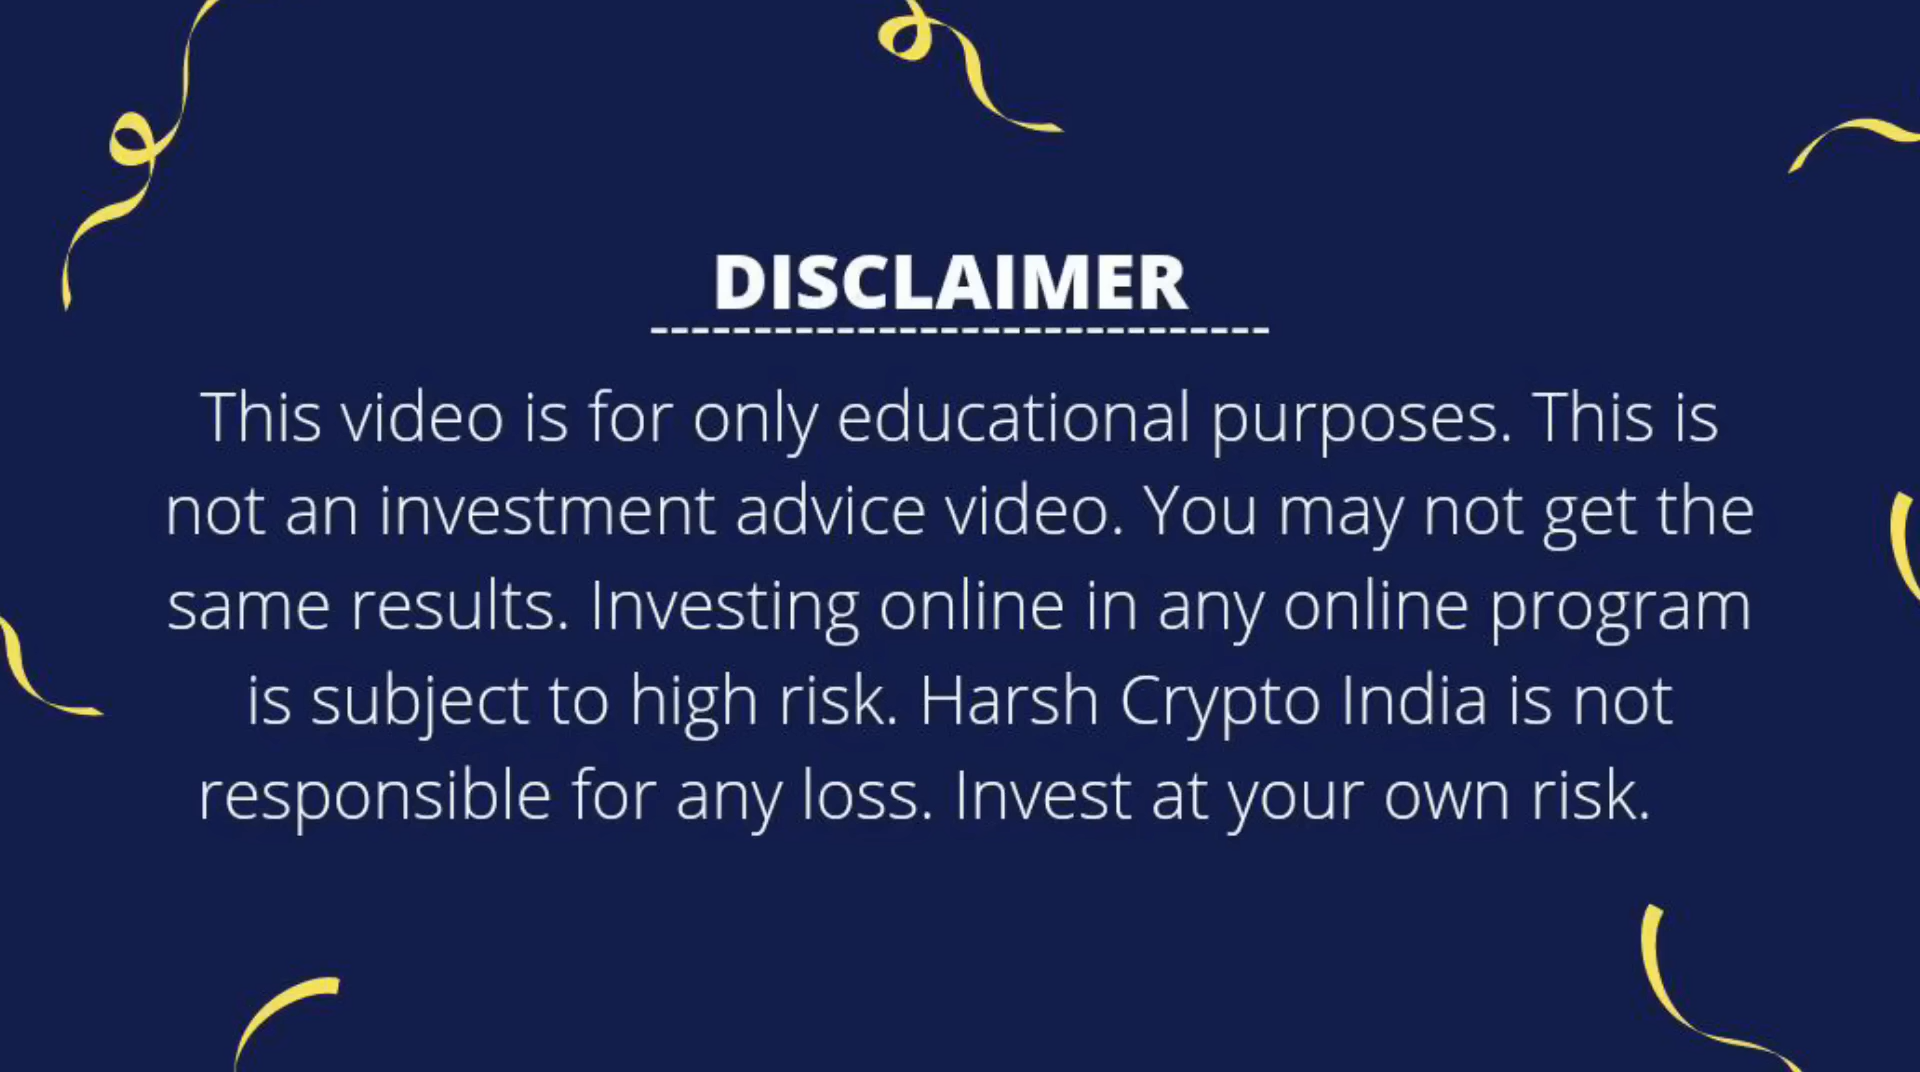 DISCLAIMER
------------------------------
This video is for only educational purposes. This is
not an investment advice video. You may not get the
same results. Investing online in any online program
is subject to high risk. Harsh Crypto India is not
responsible for any loss. Invest at your own risk.